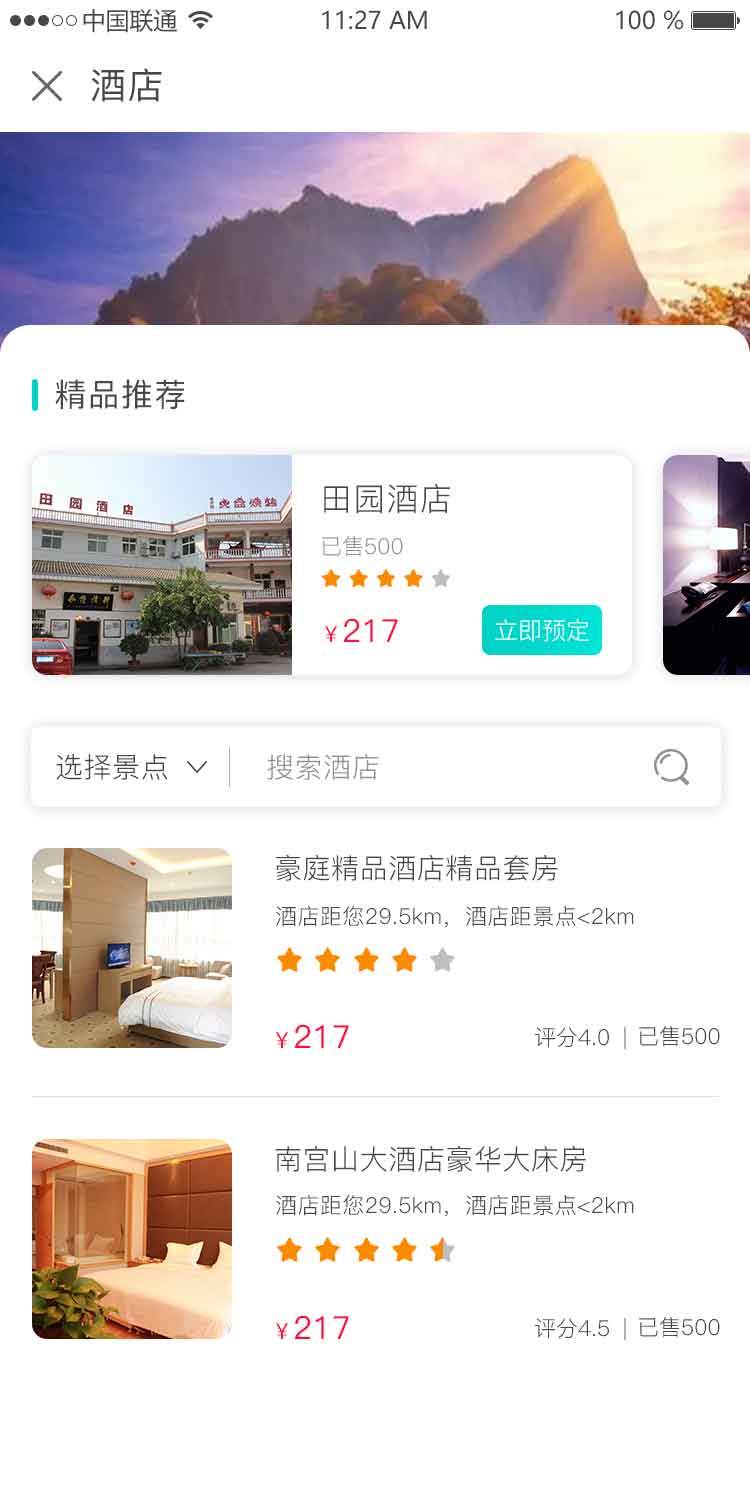 中国联通 11:27 AM 100 %
酒店
精品推荐
田园酒店
田园酒店
已售500
¥217
立即预定
选择景点 搜索酒店
豪庭精品酒店精品套房
酒店距您29.5km，酒店距景点<2km
¥217 评分4.0 | 已售500
南宫山大酒店豪华大床房
酒店距您29.5km，酒店距景点<2km
¥217 评分4.5 | 已售500